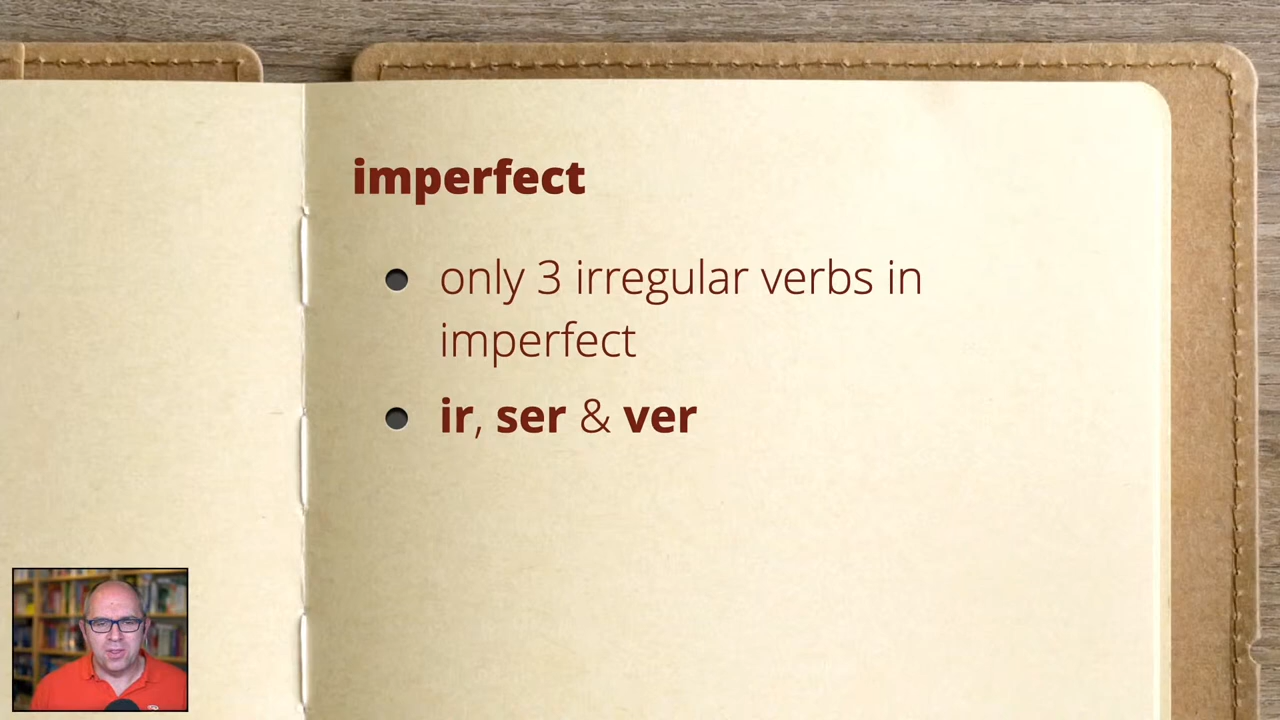 imperfect
only 3 irregular verbs in
imperfect
ir, ser & ver